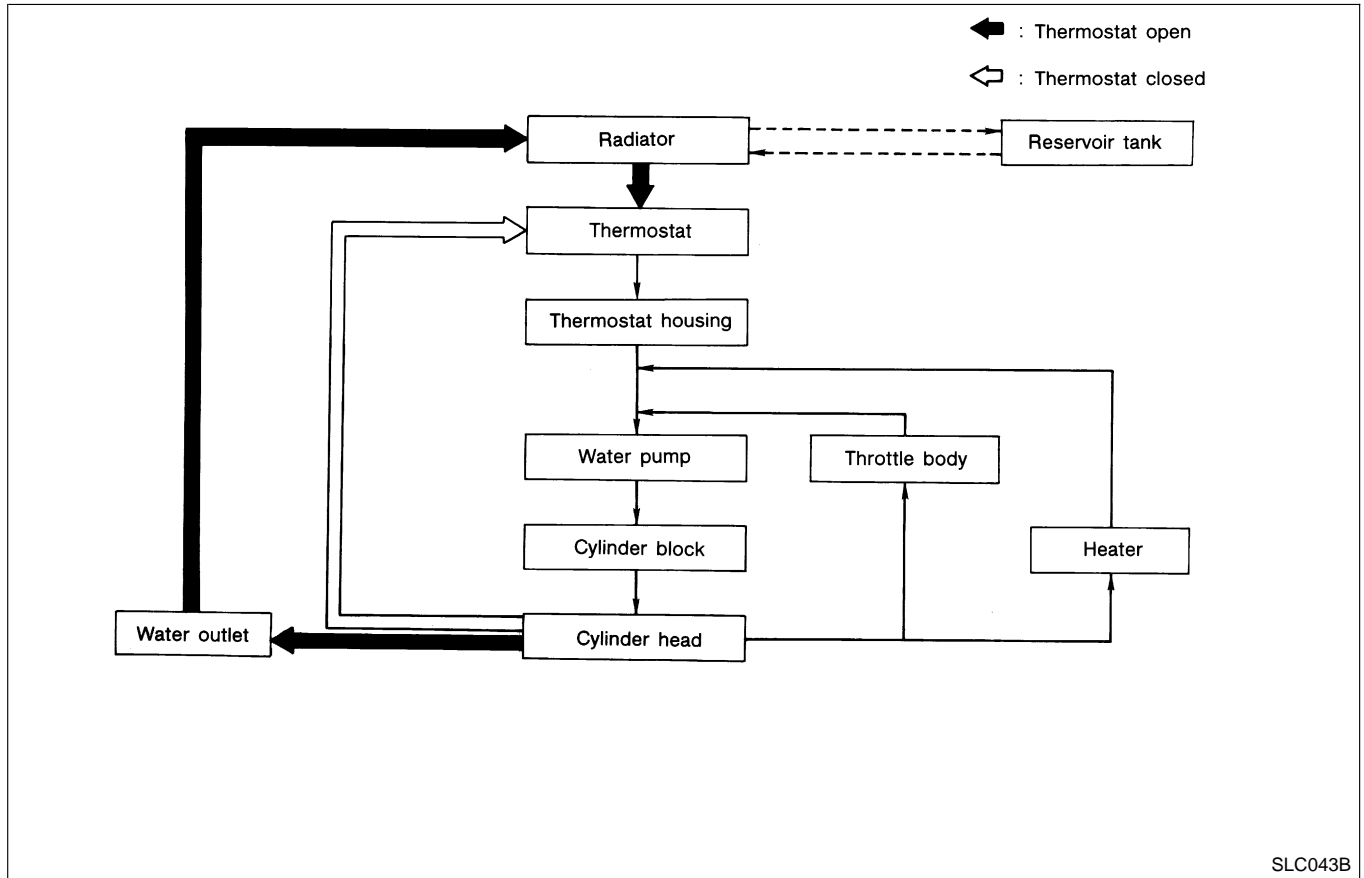 : Thermostat open
: Thermostat closed
Radiator
Reservoir tank
Thermostat
Thermostat housing
Water pump
Throttle body
Cylinder block
Heater
Water outlet
Cylinder head
SLC043B